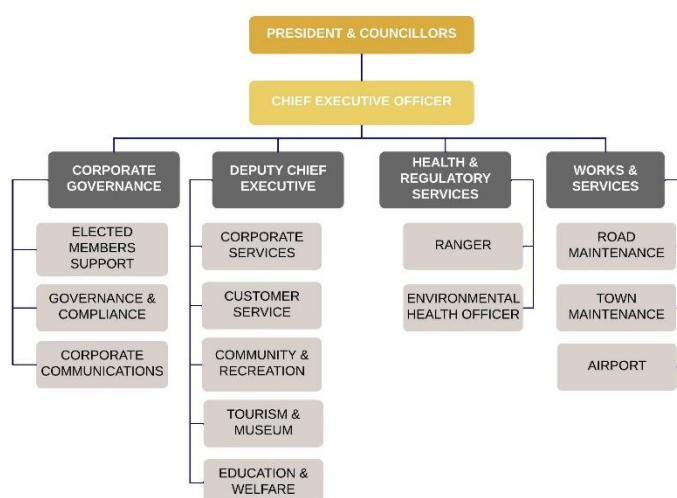 PRESIDENT & COUNCILLORS
CHIEF EXECUTIVE OFFICER
CORPORATE
GOVERNANCE
DEPUTY CHIEF
EXECUTIVE
HEALTH &
REGULATORY
SERVICES
WORKS &
SERVICES
ELECTED
MEMBERS
SUPPORT
GOVERNANCE &
COMPLIANCE
CORPORATE
COMMUNICATIONS
CORPORATE
SERVICES
CUSTOMER
SERVICE
COMMUNITY &
RECREATION
TOURISM &
MUSEUM
EDUCATION &
WELFARE
RANGER
ENVIRONMENTAL
HEALTH OFFICER
ROAD
MAINTENANCE
TOWN
MAINTENANCE
AIRPORT